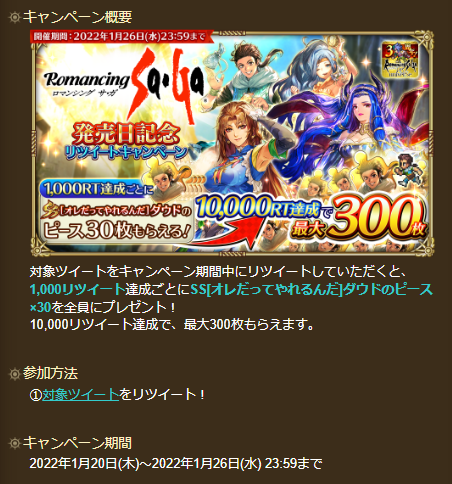 キャンペーン概要
開催期間：2022年1月26日(水)23:59まで
Romancing Sa・Ga
ロマンシング サ・ガ
発売日記念
リツイートキャンペーン
1,000RT達成ごとに
SS[オレだってやれるんだ]ダウドの
ピース30枚もらえる！
10,000RT達成で
最大300枚
対象ツイートをキャンペーン期間中にリツイートしていただくと、
1,000リツイート達成ごとにSS[オレだってやれるんだ]ダウドのピース
×30を全員にプレゼント！
10,000リツイート達成で、最大300枚もらえます。
参加方法
①対象ツイートをリツイート！
キャンペーン期間
2022年1月20日(木)～2022年1月26日(水) 23:59まで